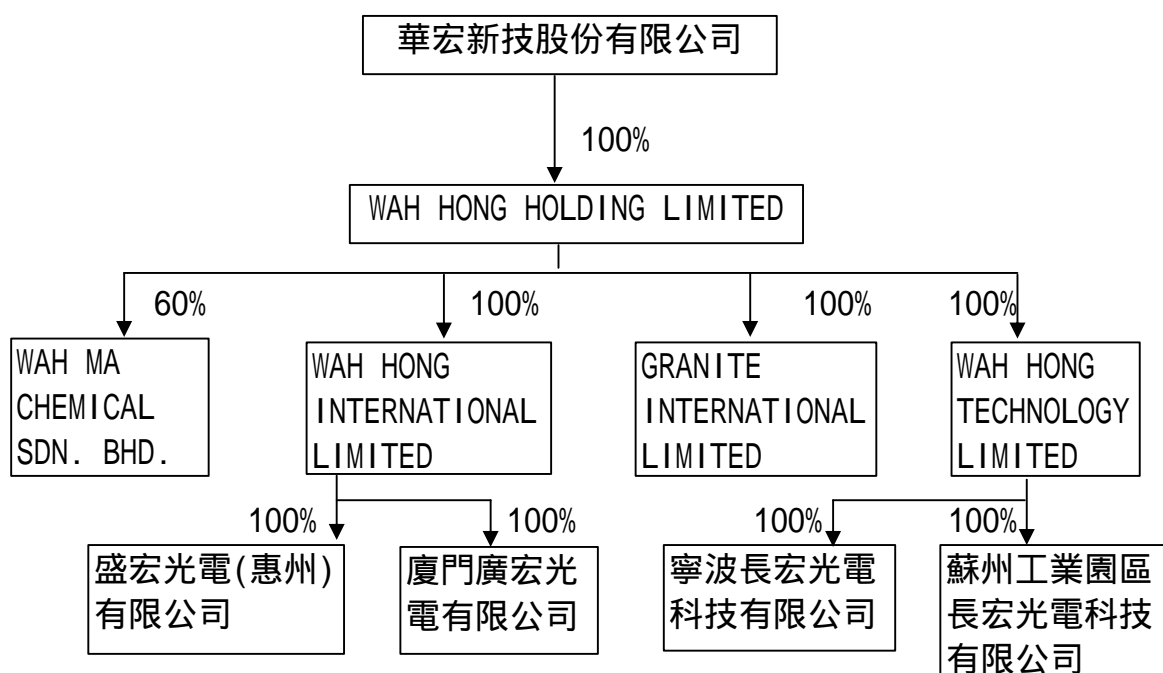 華宏新技股份有限公司
100%
WAH HONG HOLDING LIMITED
60%
100%
100%
100%
WAH MA
CHEMICAL
SDN. BHD.
WAH HONG
INTERNATIONAL
LIMITED
GRANITE
INTERNATIONAL
LIMITED
WAH HONG
TECHNOLOGY
LIMITED
100%
100%
100%
100%
盛宏光電(惠州)
有限公司
廈門廣宏光
電有限公司
寧波長宏光電
科技有限公司
蘇州工業園區
長宏光電科技
有限公司